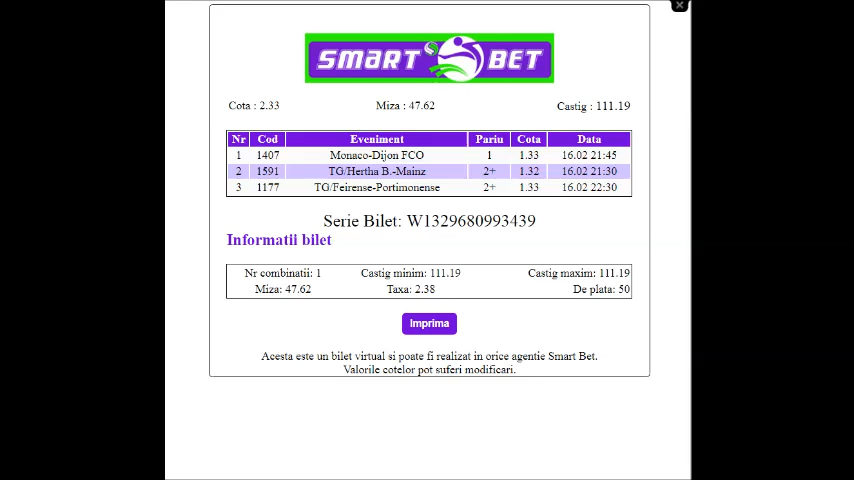 SMART BET
Cota : 2.33 Miza : 47.62 Castig : 111.19
Nr Cod Eveniment Pariu Cota Data
1 1407 Monaco-Dijon FCO 1 1.33 16.02 21:45
2 1591 TG/Hertha B.-Mainz 2+ 1.32 16.02 21:30
3 1177 TG/Feirense-Portimonense 2+ 1.33 16.02 22:30
Serie Bilet: W1329680993439
Informatii bilet
Nr combinatii: 1 Castig minim: 111.19 Castig maxim: 111.19
Miza: 47.62 Taxa: 2.38 De plata: 50
Imprima
Acesta este un bilet virtual si poate fi realizat in orice agentie Smart Bet.
Valorile cotelor pot suferi modificari.